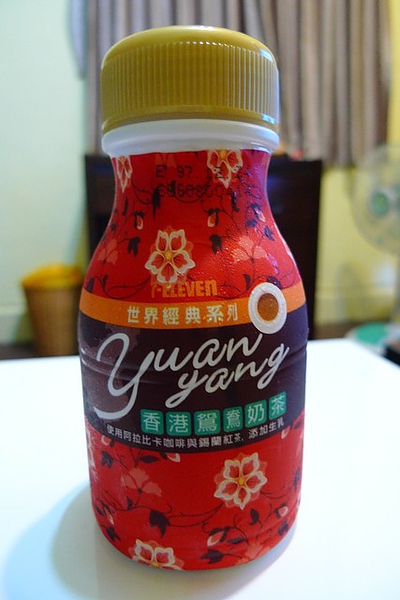 7-ELEVEN
世界經典系列
Yuan
yang
香港鴛鴦奶茶
使用阿拉比卡咖啡與錫蘭紅茶, 添加生乳